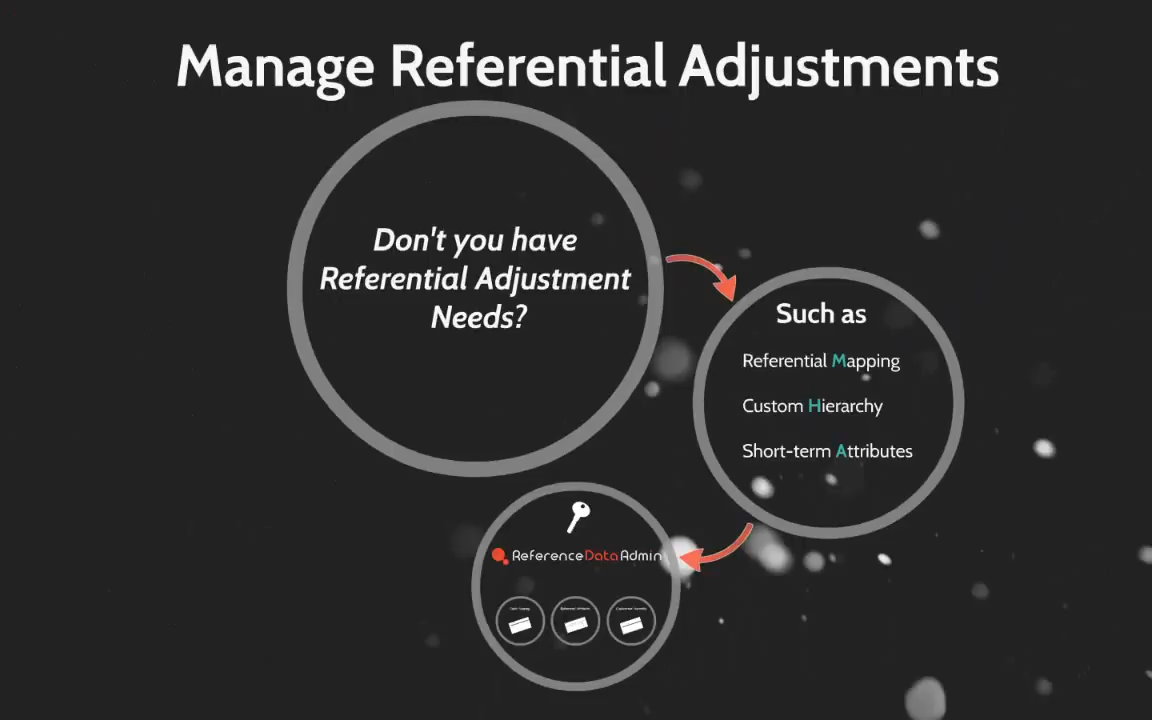 Manage Referential Adjustments
Don't you have
Referential Adjustment
Needs?
Such as
Referential Mapping
Custom Hierarchy
Short-term Attributes
ReferenceDataAdmin